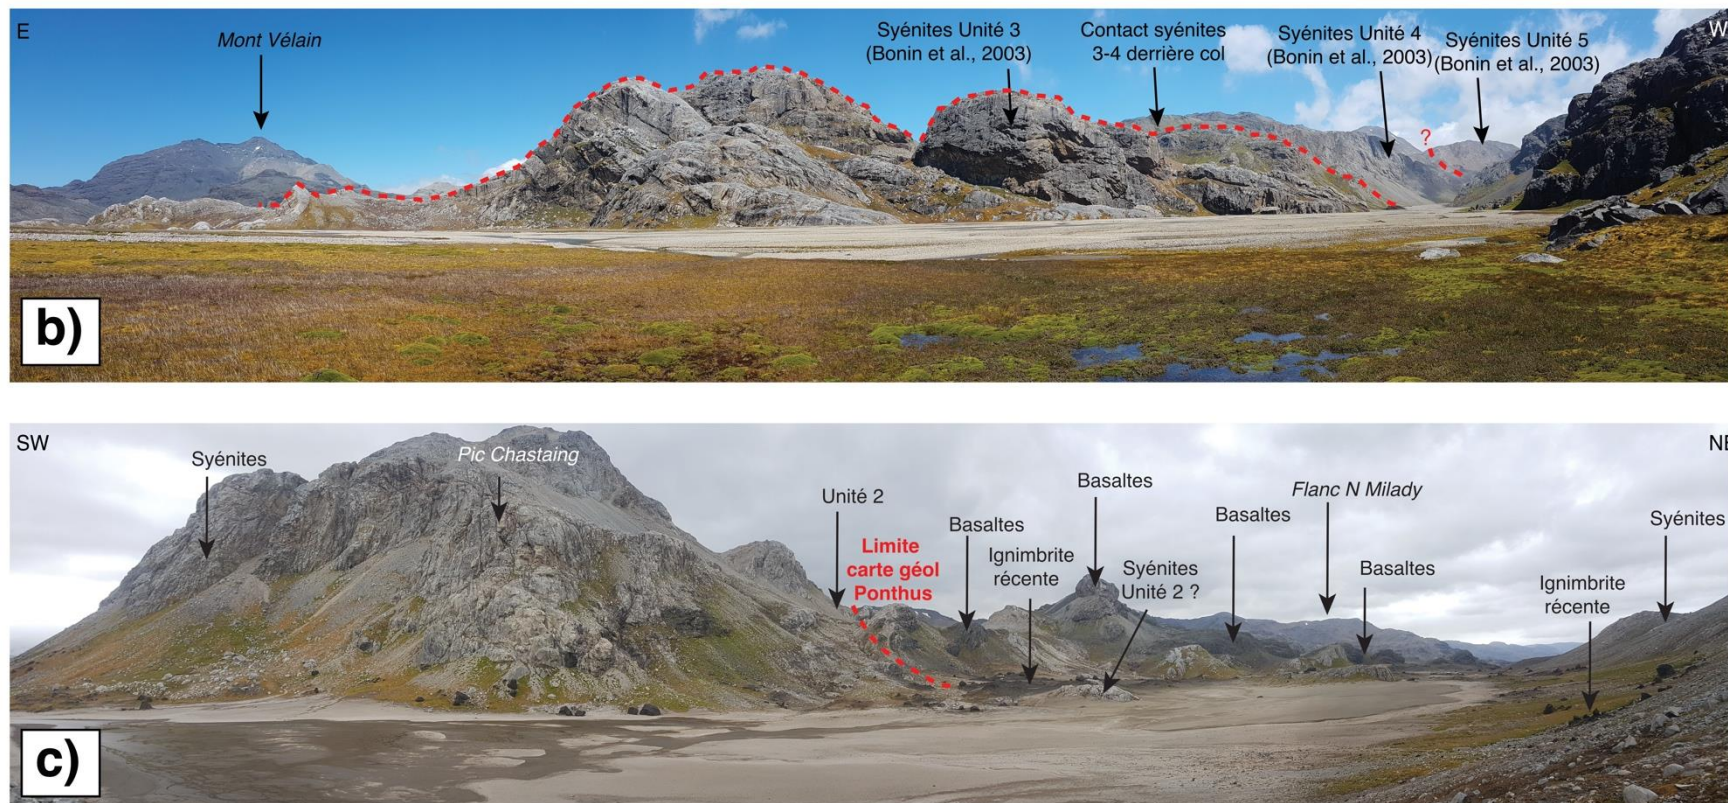 E
W
Mont Vélain
Syénites Unité 3
(Bonin et al., 2003)
Contact syénites
3-4 derrière col
Syénites Unité 4
(Bonin et al., 2003)
Syénites Unité 5
(Bonin et al., 2003)
?
b)
SW
NE
Syénites
Pic Chastaing
Unité 2
Limite
carte géol
Ponthus
Basaltes
Ignimbrite
récente
Basaltes
Syénites
Unité 2 ?
Basaltes
Flanc N Milady
Basaltes
Ignimbrite
récente
Syénites
c)